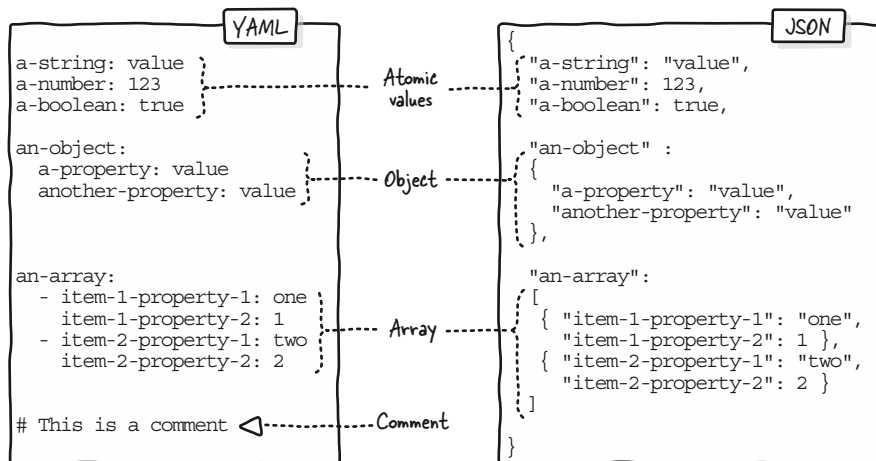 YAML
a-string: value
a-number: 123
a-boolean: true
an-object:
  a-property: value
  another-property: value
an-array:
  - item-1-property-1: one
    item-1-property-2: 1
  - item-2-property-1: two
    item-2-property-2: 2
# This is a comment
Atomic
values
Object
Array
Comment
JSON
{
  "a-string": "value",
  "a-number": 123,
  "a-boolean": true,
  "an-object" :
  {
    "a-property": "value",
    "another-property": "value"
  },
  "an-array":
  [
   { "item-1-property-1": "one",
     "item-1-property-2": 1 },
   { "item-2-property-1": "two",
     "item-2-property-2": 2 }
  ]
}